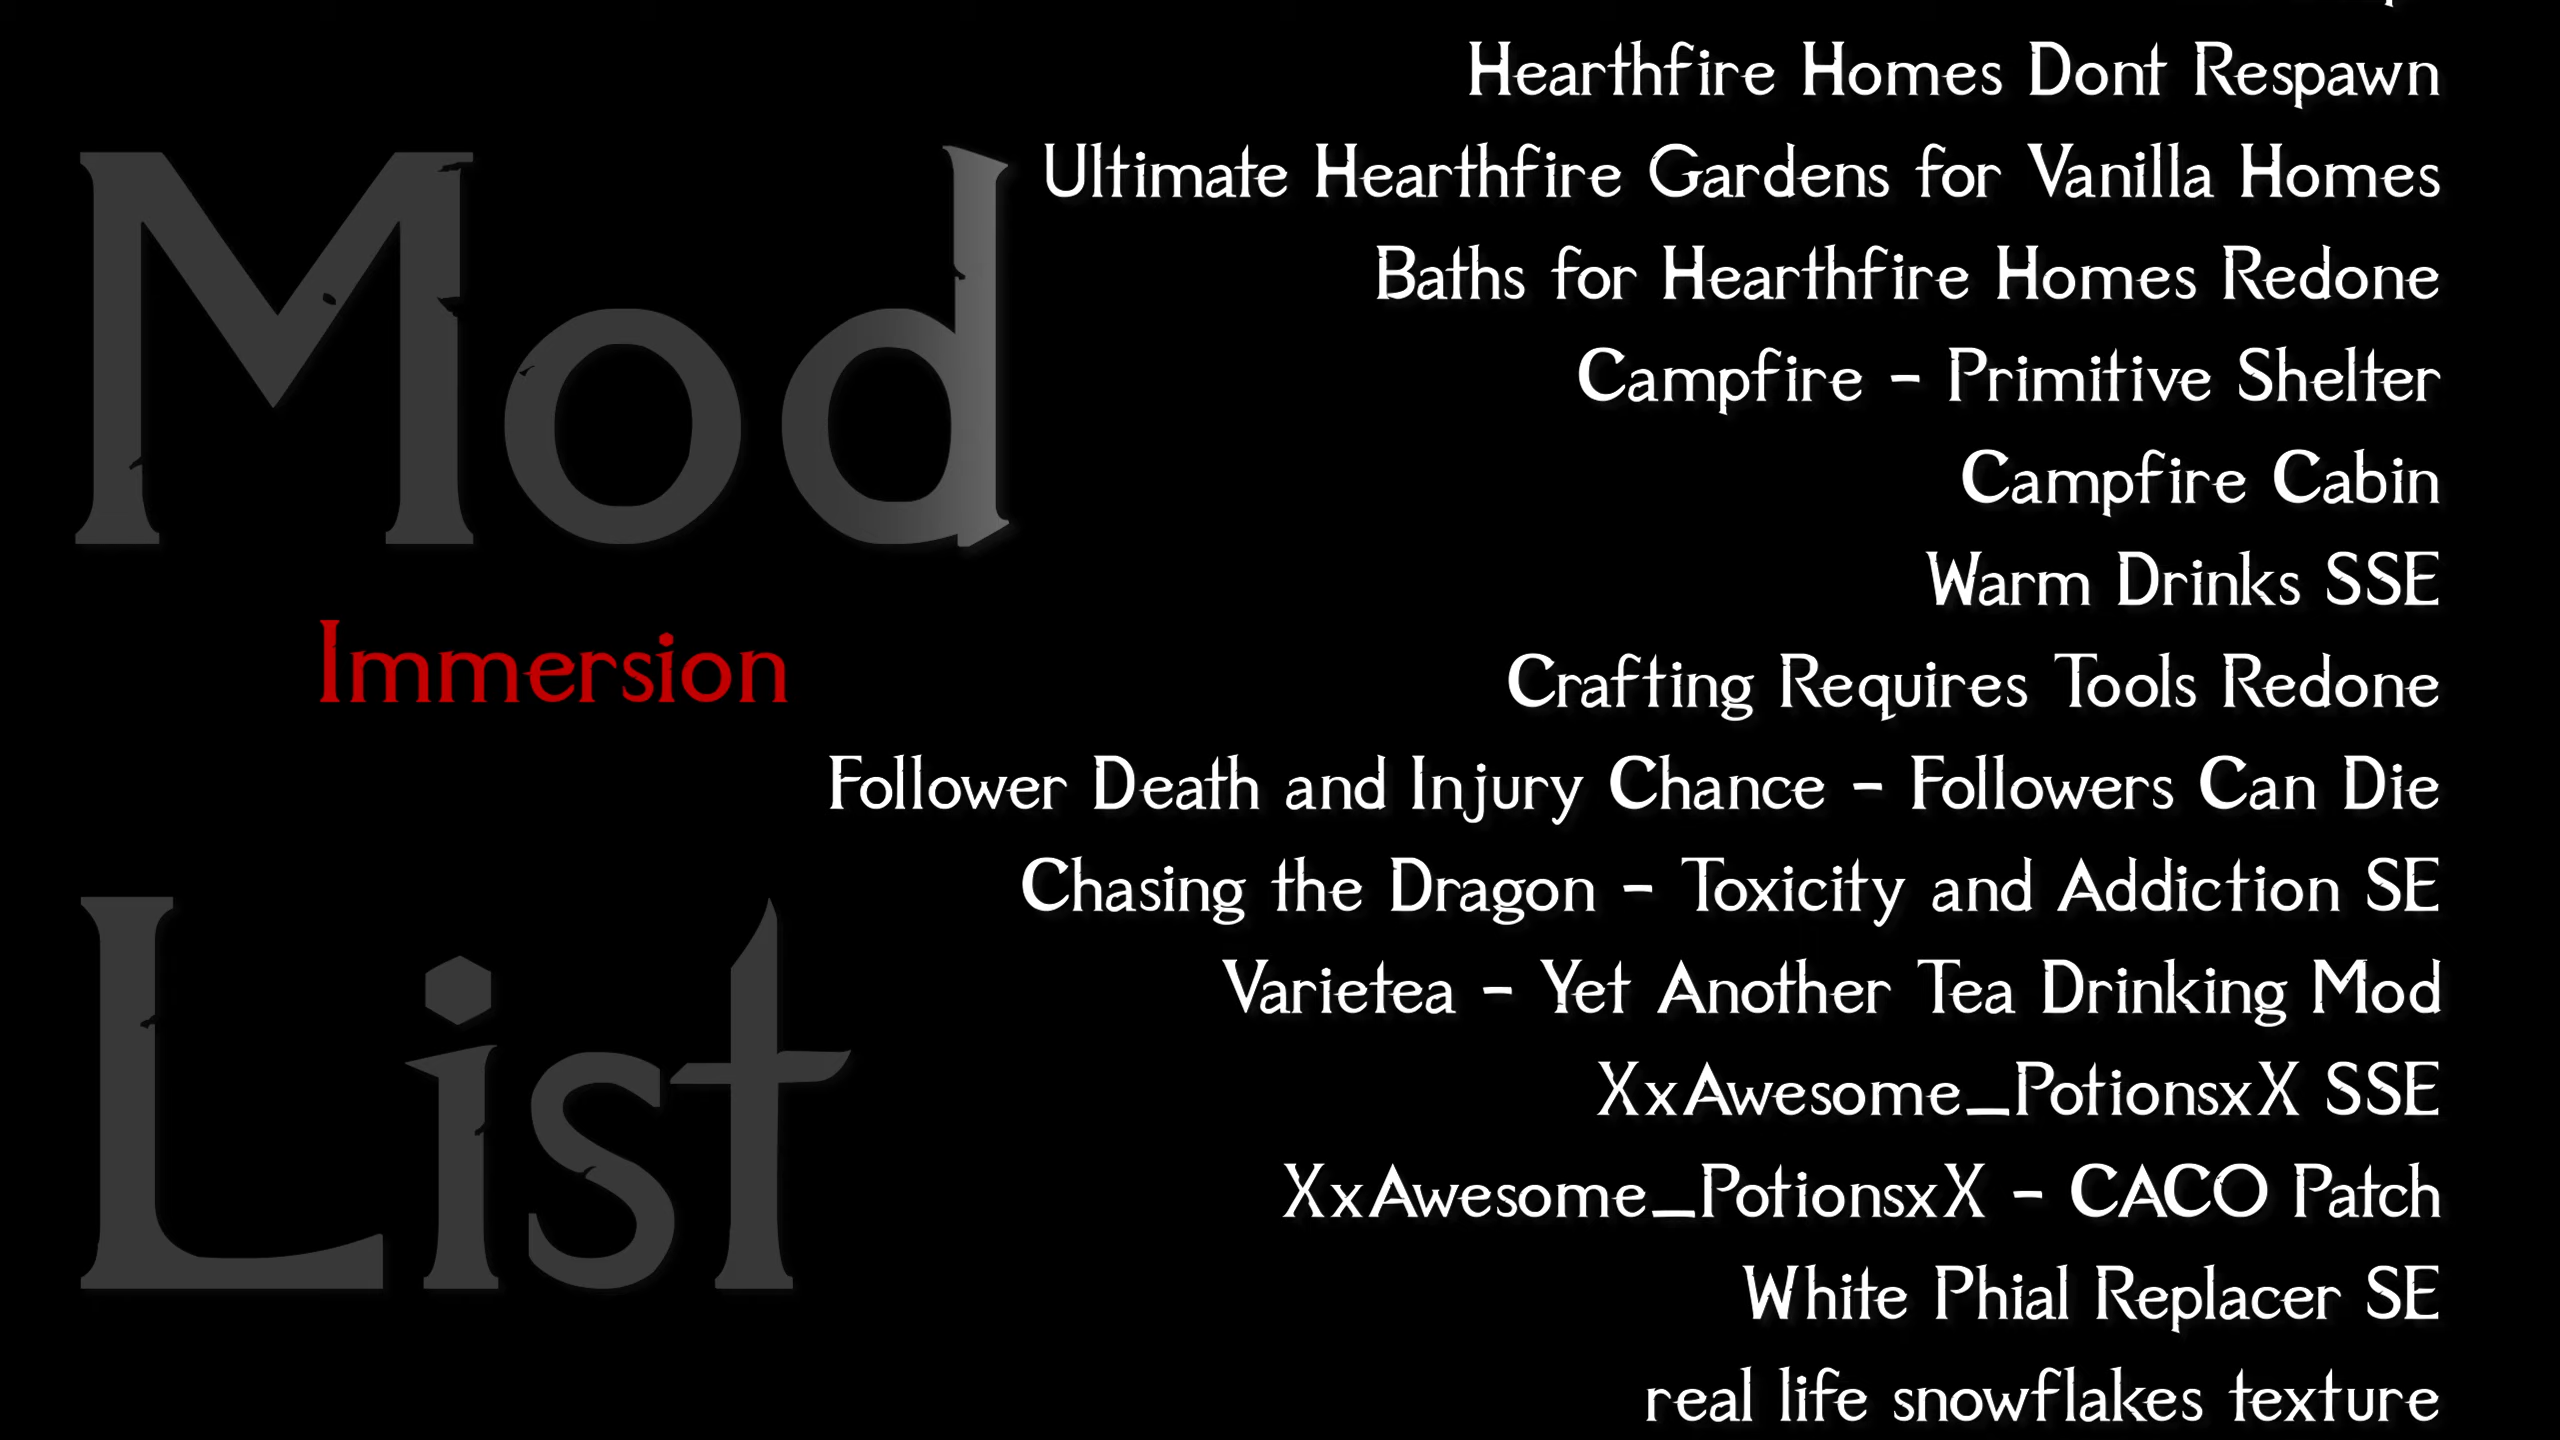 Mod
Immersion
List
Hearthfire Homes Dont Respawn
Ultimate Hearthfire Gardens for Vanilla Homes
Baths for Hearthfire Homes Redone
Campfire - Primitive Shelter
Campfire Cabin
Warm Drinks SSE
Crafting Requires Tools Redone
Follower Death and Injury Chance - Followers Can Die
Chasing the Dragon - Toxicity and Addiction SE
Varietea - Yet Another Tea Drinking Mod
XxAwesome_PotionsxX SSE
XxAwesome_PotionsxX - CACO Patch
White Phial Replacer SE
real life snowflakes texture